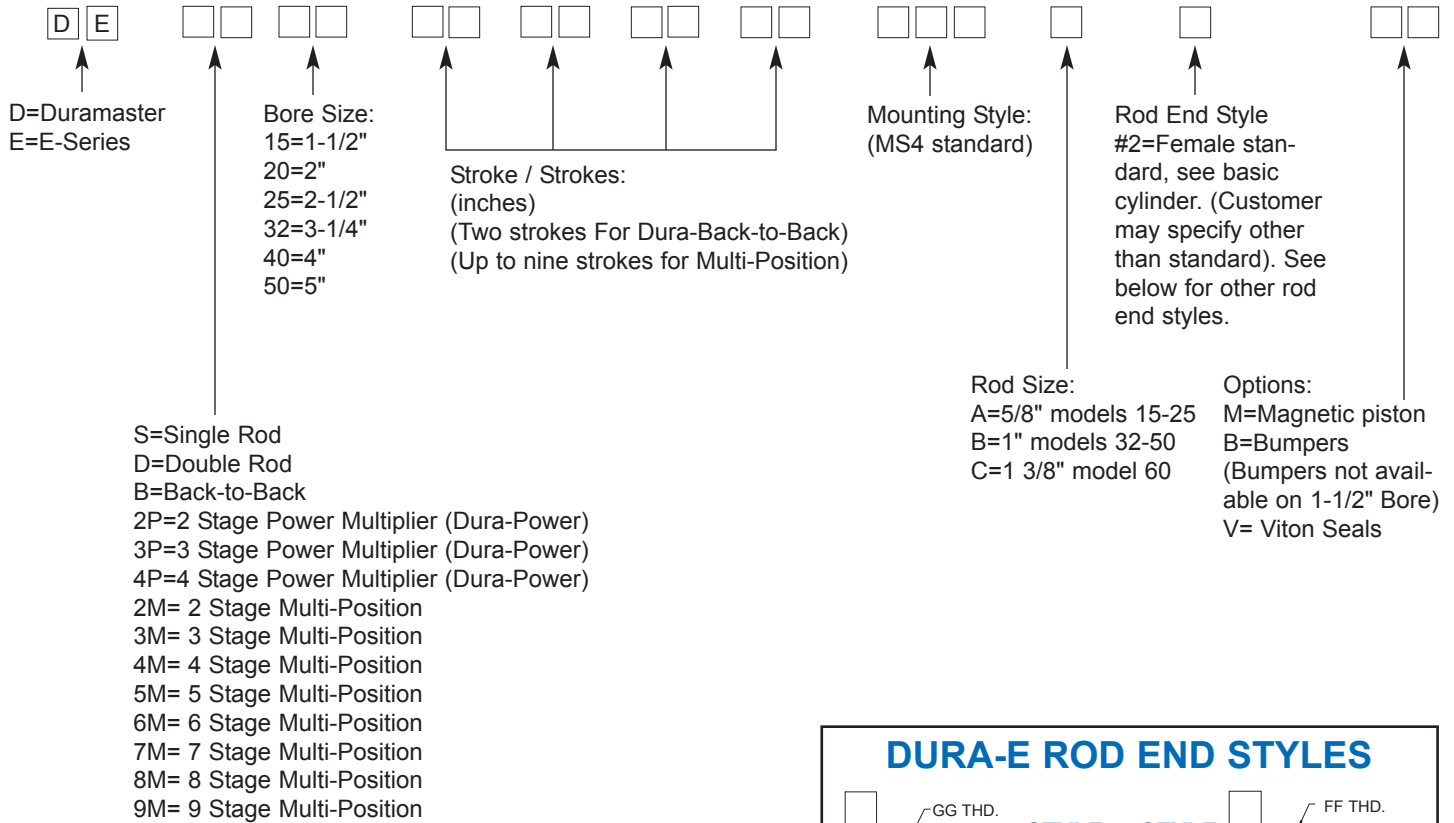 D E
D=Duramaster
E=E-Series
Bore Size:
15=1-1/2"
20=2"
25=2-1/2"
32=3-1/4"
40=4"
50=5"
Stroke / Strokes:
(inches)
(Two strokes For Dura-Back-to-Back)
(Up to nine strokes for Multi-Position)
Mounting Style:
(MS4 standard)
Rod End Style
#2=Female stan-
dard, see basic
cylinder. (Customer
may specify other
than standard). See
below for other rod
end styles.
Rod Size:
A=5/8" models 15-25
B=1" models 32-50
C=1 3/8" model 60
Options:
M=Magnetic piston
B=Bumpers
(Bumpers not avail-
able on 1-1/2" Bore)
V= Viton Seals
S=Single Rod
D=Double Rod
B=Back-to-Back
2P=2 Stage Power Multiplier (Dura-Power)
3P=3 Stage Power Multiplier (Dura-Power)
4P=4 Stage Power Multiplier (Dura-Power)
2M= 2 Stage Multi-Position
3M= 3 Stage Multi-Position
4M= 4 Stage Multi-Position
5M= 5 Stage Multi-Position
6M= 6 Stage Multi-Position
7M= 7 Stage Multi-Position
8M= 8 Stage Multi-Position
9M= 9 Stage Multi-Position
DURA-E ROD END STYLES
GG THD.
FF THD.